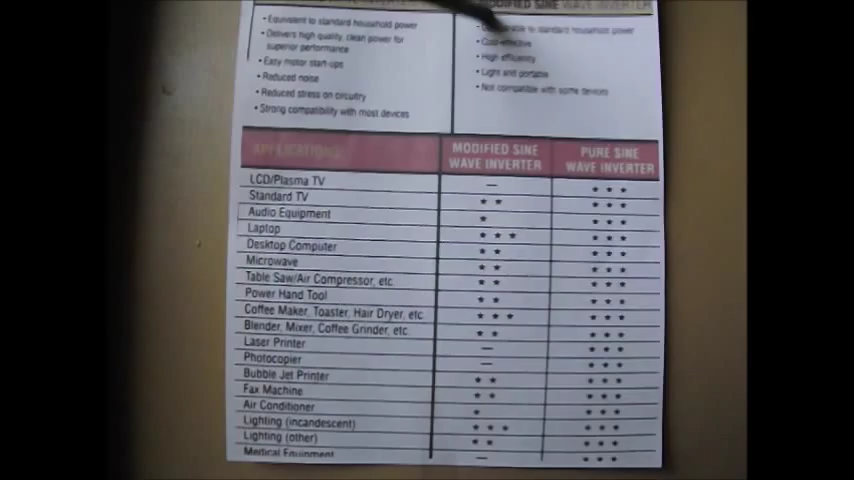 MODIFIED SINE WAVE INVERTER
• Equivalent to standard household power
• Delivers high quality, clean power for
superior performance
• Easy motor start-ups
• Reduced noise
• Reduced stress on circuitry
• Strong compatibility with most devices
to standard household power
• Cost-effective
• High efficiency
• Light and portable
• Not compatible with some devices
APPLICATIONS MODIFIED SINE WAVE INVERTER PURE SINE WAVE INVERTER
LCD/Plasma TV — ★ ★ ★
Standard TV ★ ★ ★ ★ ★
Audio Equipment ★ ★ ★ ★
Laptop ★ ★ ★ ★ ★ ★
Desktop Computer ★ ★ ★ ★ ★
Microwave ★ ★ ★ ★ ★
Table Saw/Air Compressor, etc. ★ ★ ★ ★ ★
Power Hand Tool ★ ★ ★ ★ ★
Coffee Maker, Toaster, Hair Dryer, etc. ★ ★ ★ ★ ★ ★
Blender, Mixer, Coffee Grinder, etc. ★ ★ ★ ★ ★
Laser Printer — ★ ★ ★
Photocopier — ★ ★ ★
Bubble Jet Printer ★ ★ ★ ★ ★
Fax Machine ★ ★ ★ ★ ★
Air Conditioner ★ ★ ★ ★
Lighting (incandescent) ★ ★ ★ ★ ★ ★
Lighting (other) ★ ★ ★ ★ ★
Medical Equipment — ★ ★ ★